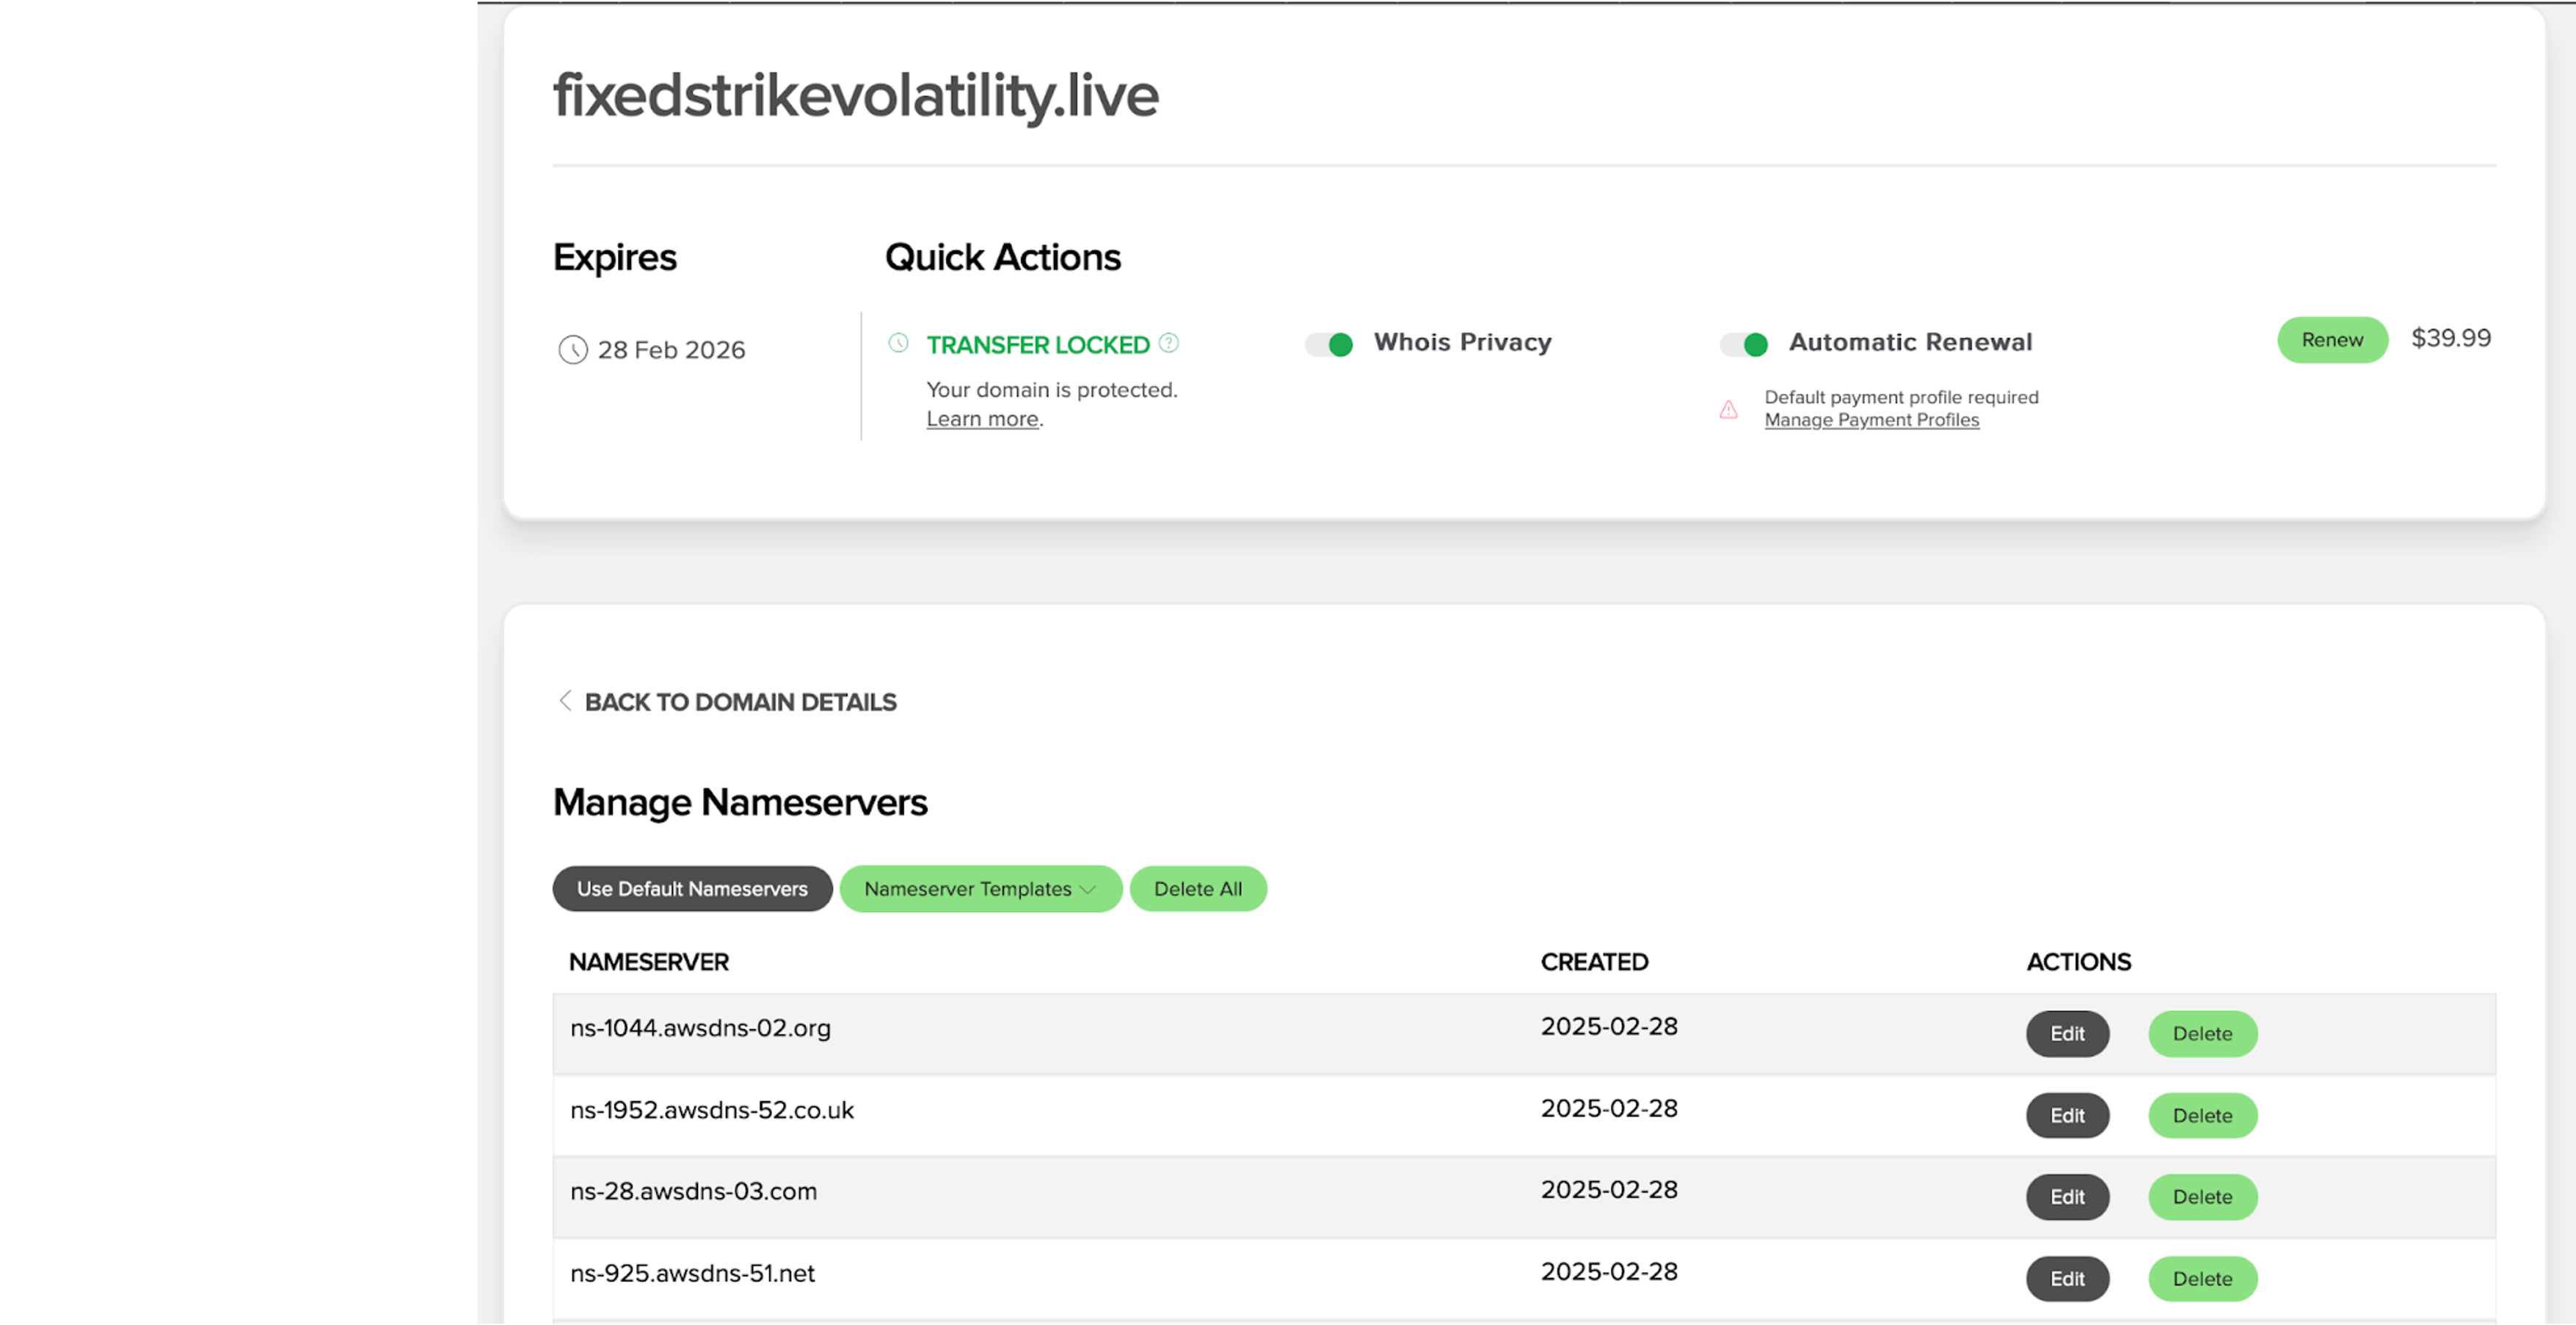 fixedstrikevolatility.live
Expires
28 Feb 2026
Quick Actions
TRANSFER LOCKED
Your domain is protected.
Learn more.
Whois Privacy
Automatic Renewal
Default payment profile required
Manage Payment Profiles
Renew $39.99
BACK TO DOMAIN DETAILS
Manage Nameservers
Use Default Nameservers Nameserver Templates Delete All
NAMESERVER CREATED ACTIONS
ns-1044.awsdns-02.org 2025-02-28 Edit Delete
ns-1952.awsdns-52.co.uk 2025-02-28 Edit Delete
ns-28.awsdns-03.com 2025-02-28 Edit Delete
ns-925.awsdns-51.net 2025-02-28 Edit Delete